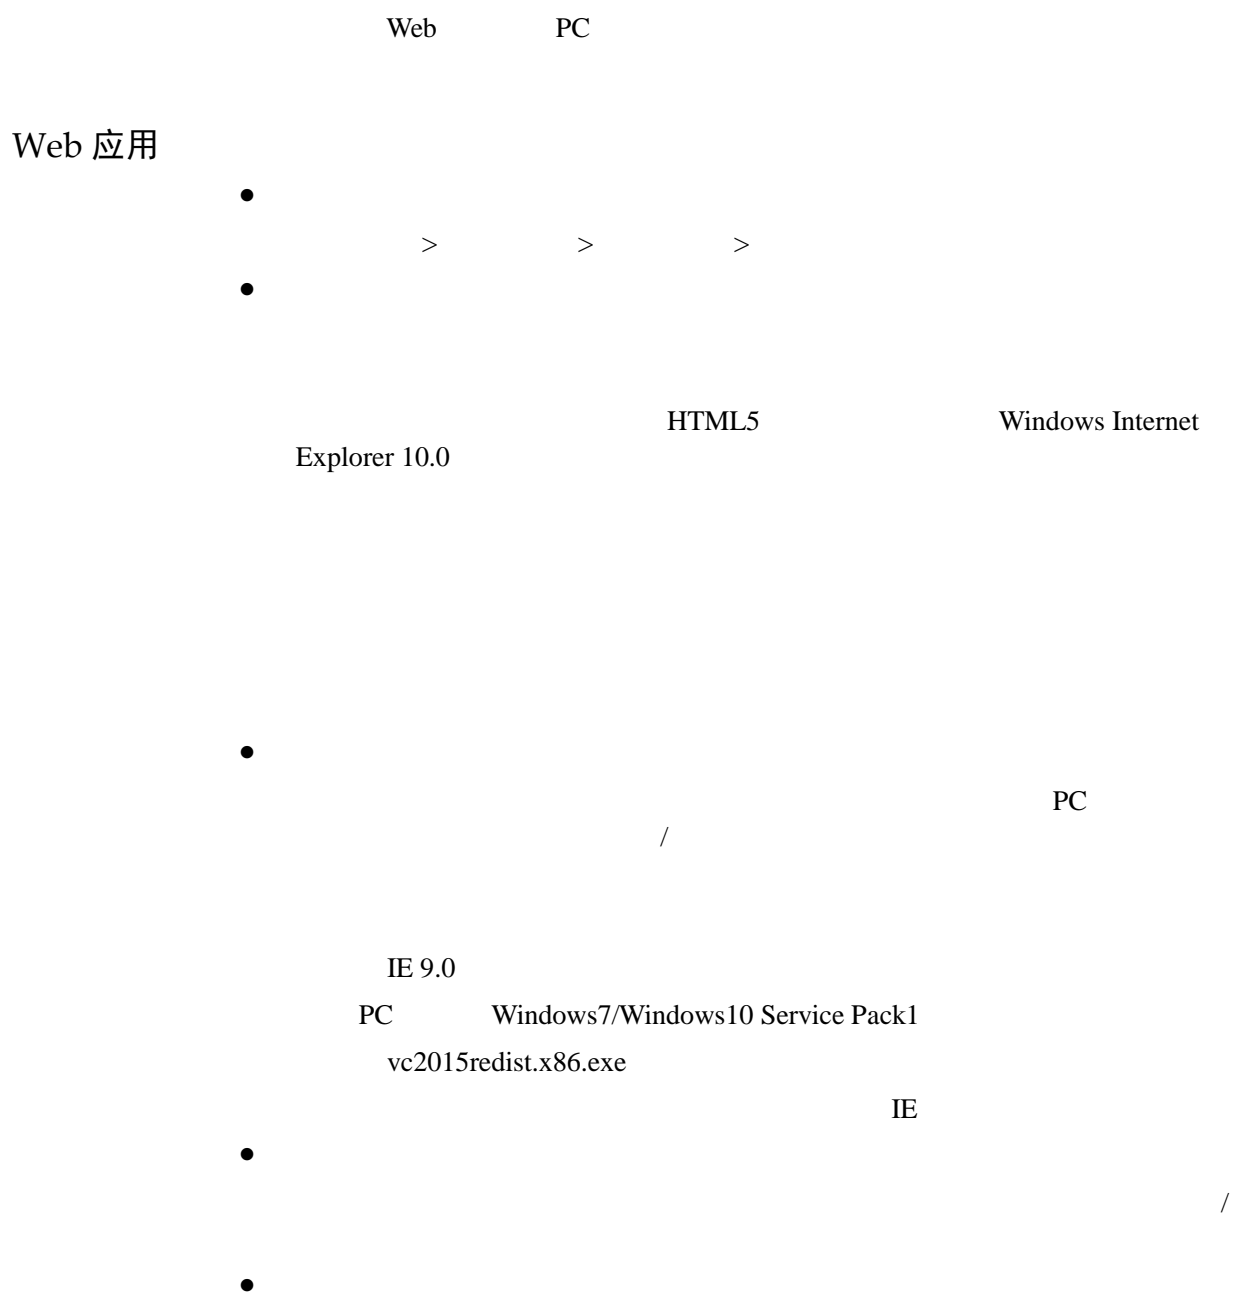 Web PC
Web 应用
●
> > >
●
HTML5 Windows Internet
Explorer 10.0
●
PC
/
IE 9.0
PC Windows7/Windows10 Service Pack1
vc2015redist.x86.exe
IE
●
/
●